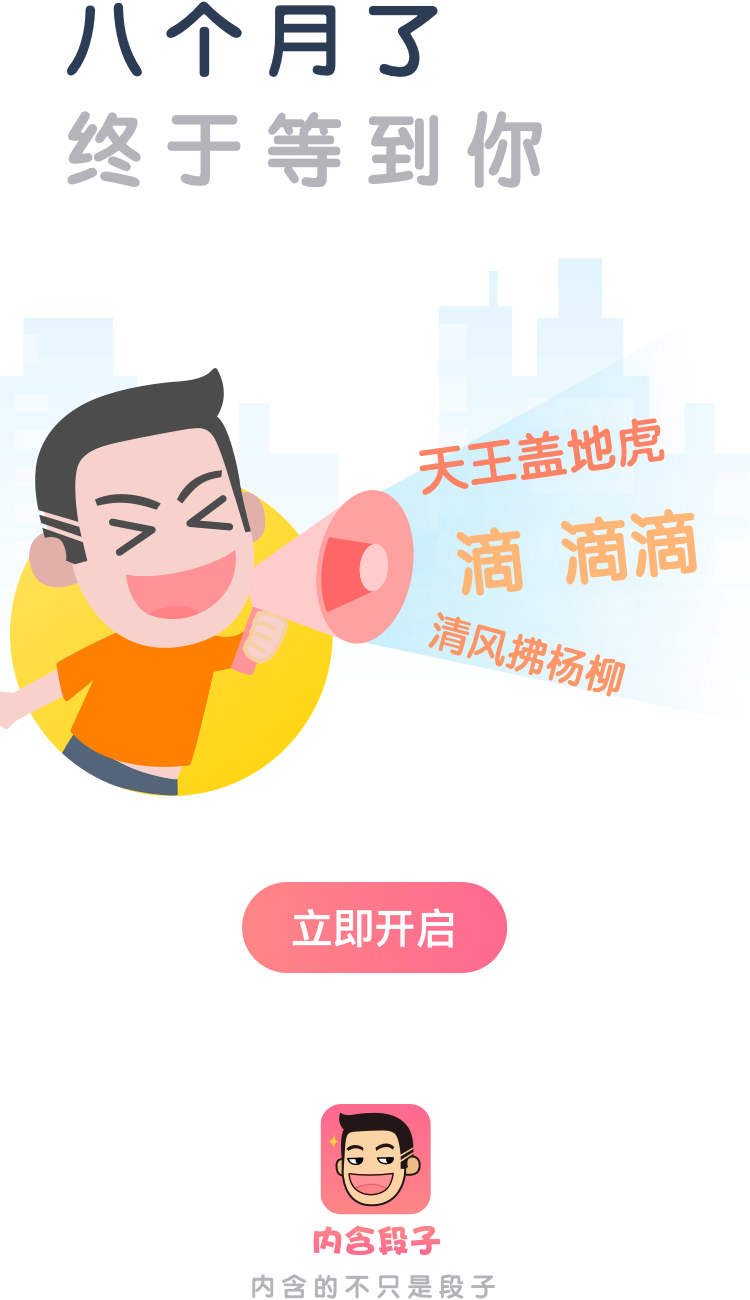 八个月了
终于等到你
天王盖地虎
滴 滴滴
清风拂杨柳
立即开启
内含段子
内含的不只是段子